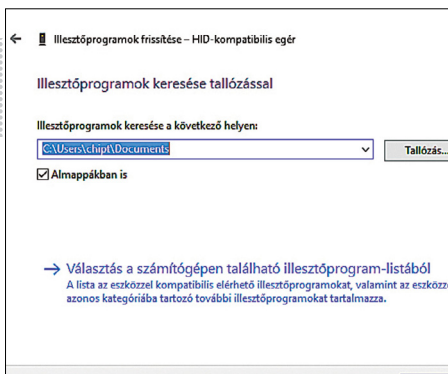 Illesztőprogramok frissítése – HID-kompatibilis egér
Illesztőprogramok keresése tallózással
Illesztőprogramok keresése a következő helyen:
C:\Users\chipt\Documents
Tallózás...
Almappákban is
Választás a számítógépen található illesztőprogram-listából
A lista az eszközzel kompatibilis elérhető illesztőprogramokat, valamint az eszközze
azonos kategóriába tartozó további illesztőprogramokat tartalmazza.